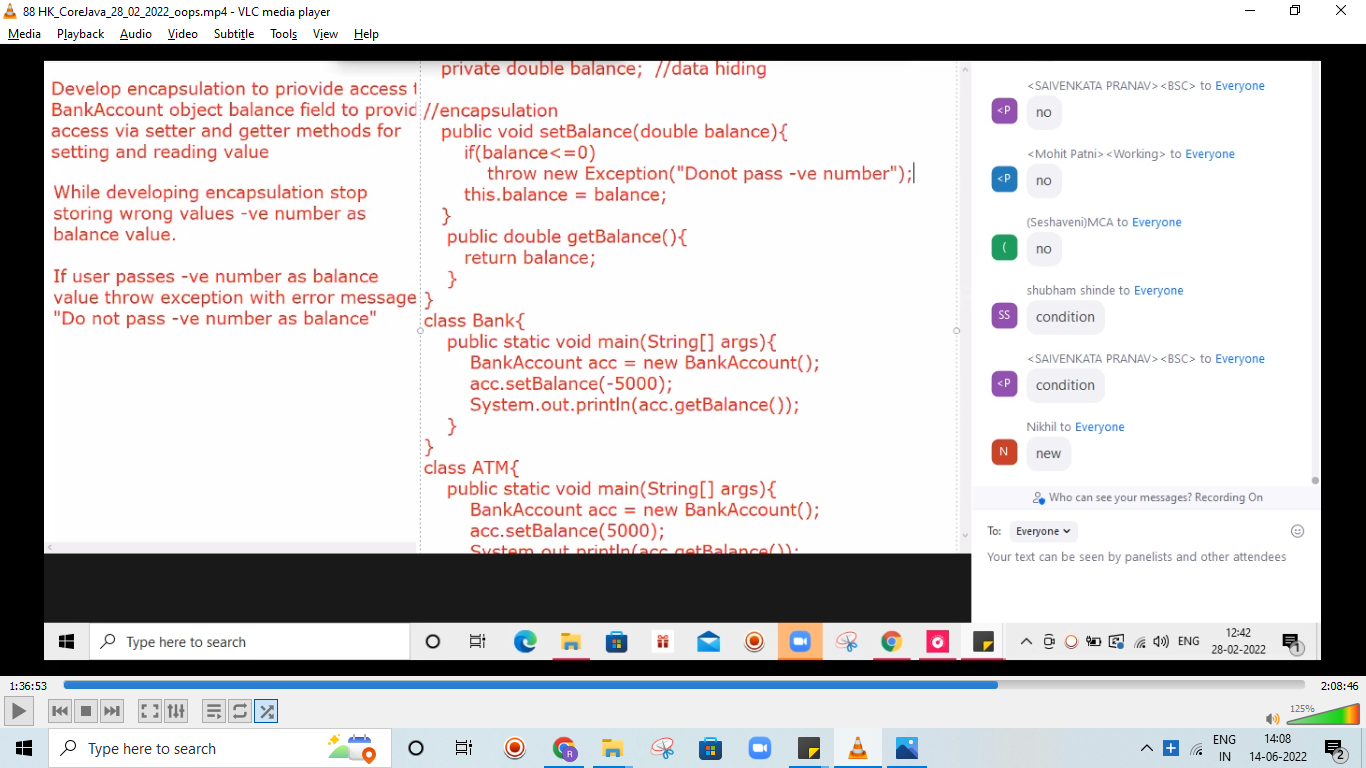 88 HK_CoreJava_28_02_2022_oops.mp4 - VLC media player
Media Playback Audio Video Subtitle Tools View Help
Develop encapsulation to priovide access t
BankAccount object balance field to provid
access via setter and getter methods for
setting and reading value
While developing encapsulation stop
storing wrong values -ve number as
balance value.
If user passes -ve number as balance
value throw exception with error message
"Do not pass -ve number as balance"
private double balance; //data hiding
//encapsulation
public void setBalance(double balance){
if(balance<=0)
throw new Exception("Donot pass -ve number");
this.balance = balance;
}
public double getBalance(){
return balance;
}
}
class Bank{
public static void main(String[] args){
BankAccount acc = new BankAccount();
acc.setBalance(-5000);
System.out.println(acc.getBalance());
}
}
class ATM{
public static void main(String[] args){
BankAccount acc = new BankAccount();
acc.setBalance(5000);
System.out.println(acc.getBalance());
<SAIVENKATA PRANAV><BSC> to Everyone
<P
no
<Mohit Patni><Working> to Everyone
<P
no
(Seshaveni)MCA to Everyone
(
no
shubham shinde to Everyone
SS
condition
<SAIVENKATA PRANAV><BSC> to Everyone
<P
condition
Nikhil to Everyone
N
new
Who can see your messages? Recording On
To: Everyone
Your text can be seen by panelists and other attendees
Type here to search
ENG
12:42
28-02-2022
1
1:36:53
2:08:46
125%
Type here to search
R
ENG
IN
14:08
14-06-2022
2